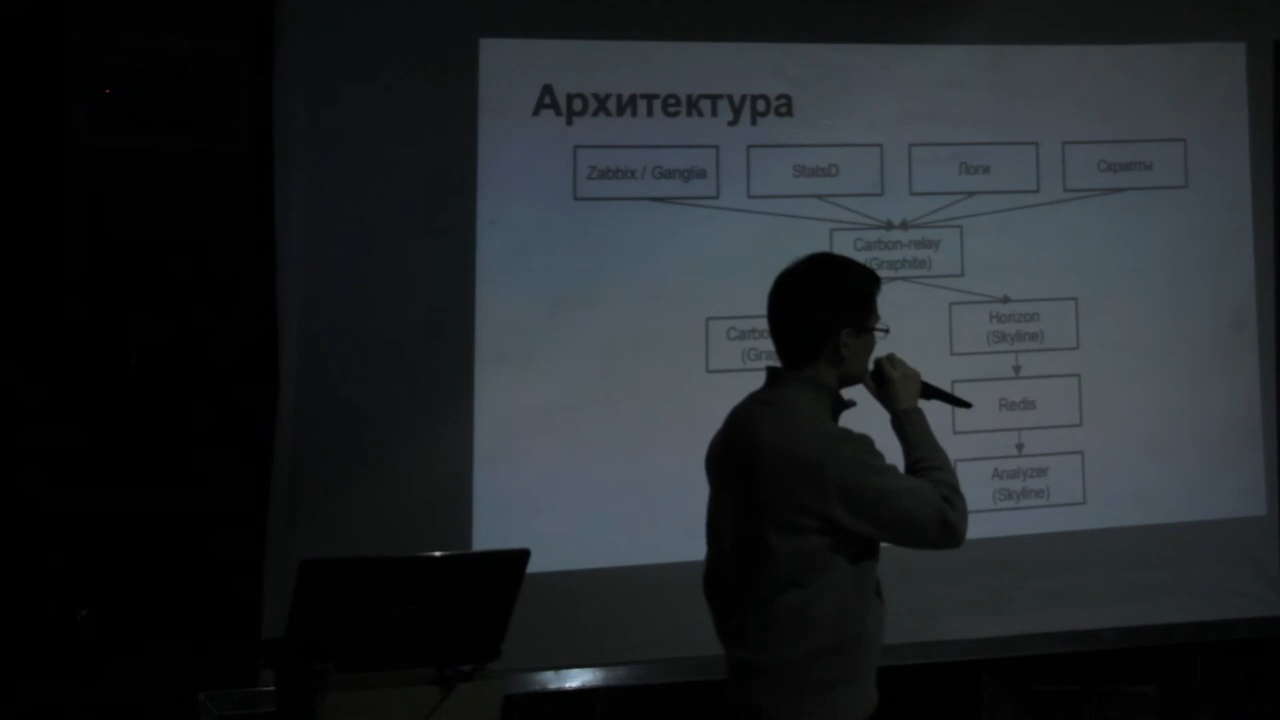 Архитектура
Zabbix / Ganglia
StatsD
Логи
Скрипты
Carbon-relay
(Graphite)
Horizon
(Skyline)
Redis
Analyzer
(Skyline)